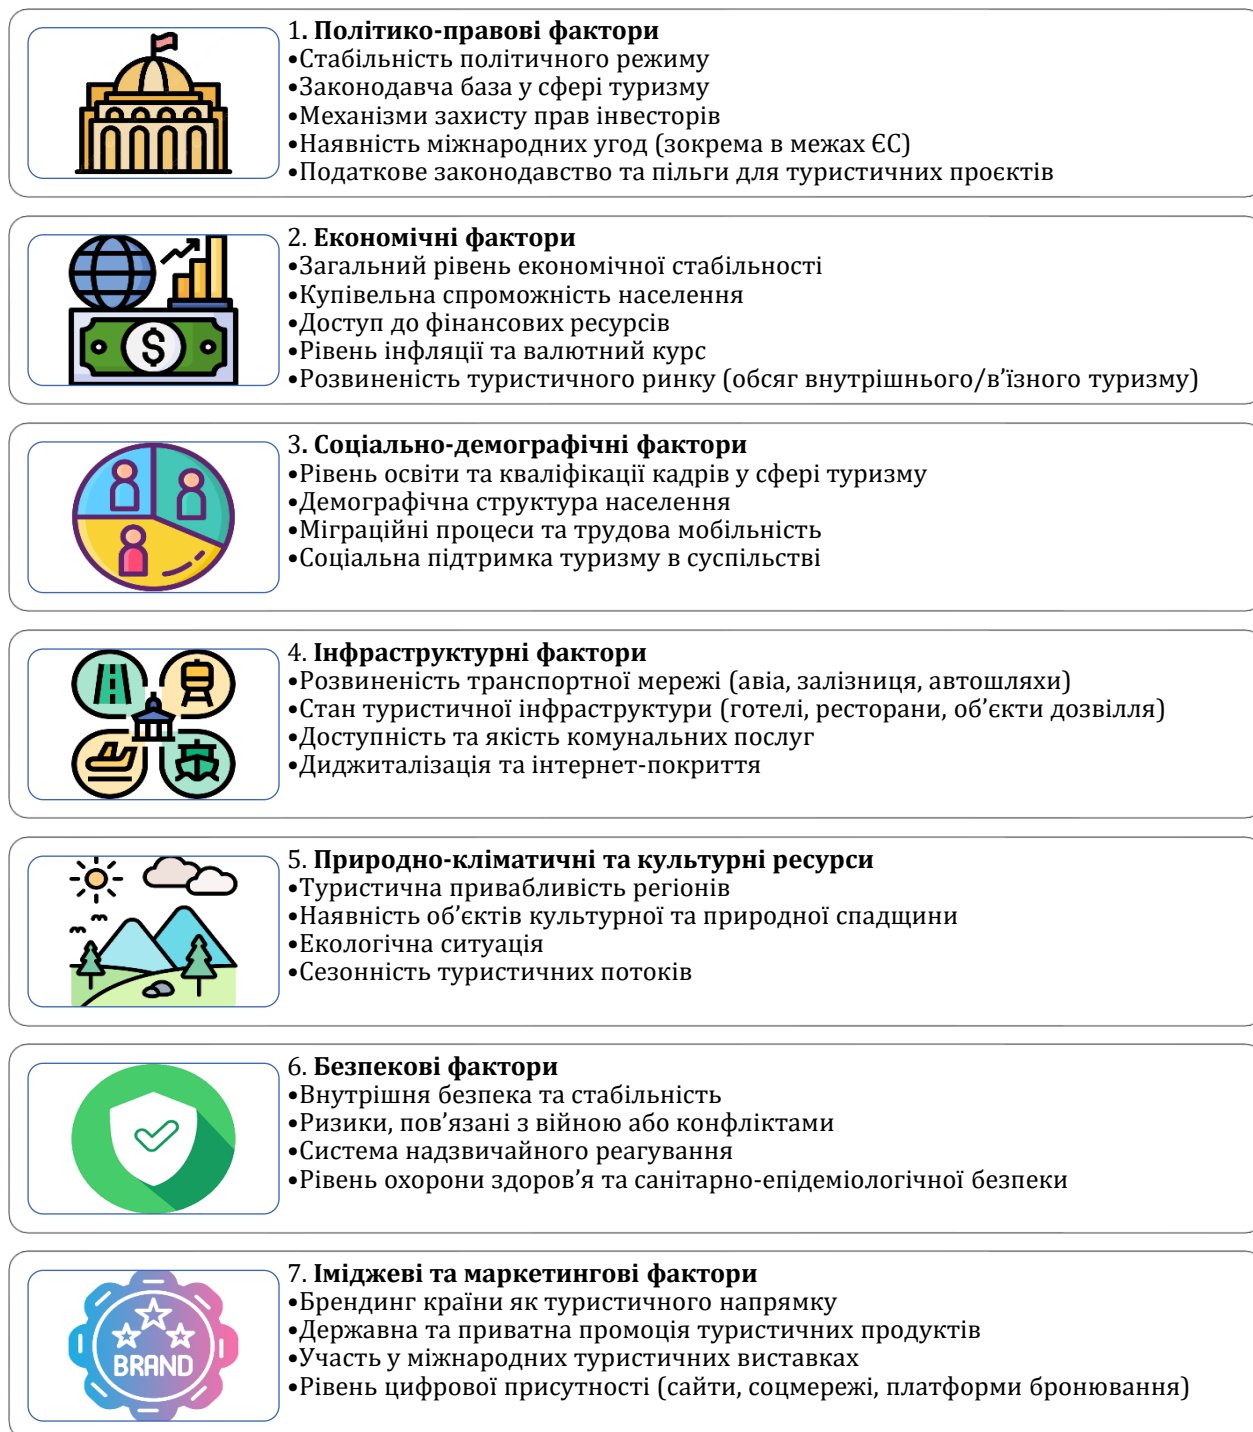 1. Політико-правові фактори
•Стабільність політичного режиму
•Законодавча база у сфері туризму
•Механізми захисту прав інвесторів
•Наявність міжнародних угод (зокрема в межах ЄС)
•Податкове законодавство та пільги для туристичних проєктів
2. Економічні фактори
•Загальний рівень економічної стабільності
•Купівельна спроможність населення
•Доступ до фінансових ресурсів
•Рівень інфляції та валютний курс
•Розвиненість туристичного ринку (обсяг внутрішнього/в’їзного туризму)
$
3. Соціально-демографічні фактори
•Рівень освіти та кваліфікації кадрів у сфері туризму
•Демографічна структура населення
•Міграційні процеси та трудова мобільність
•Соціальна підтримка туризму в суспільстві
4. Інфраструктурні фактори
•Розвиненість транспортної мережі (авіа, залізниця, автошляхи)
•Стан туристичної інфраструктури (готелі, ресторани, об’єкти дозвілля)
•Доступність та якість комунальних послуг
•Диджиталізація та інтернет-покриття
5. Природно-кліматичні та культурні ресурси
•Туристична привабливість регіонів
•Наявність об’єктів культурної та природної спадщини
•Екологічна ситуація
•Сезонність туристичних потоків
6. Безпекові фактори
•Внутрішня безпека та стабільність
•Ризики, пов’язані з війною або конфліктами
•Система надзвичайного реагування
•Рівень охорони здоров’я та санітарно-епідеміологічної безпеки
7. Іміджеві та маркетингові фактори
•Брендинг країни як туристичного напрямку
•Державна та приватна промоція туристичних продуктів
•Участь у міжнародних туристичних виставках
•Рівень цифрової присутності (сайти, соцмережі, платформи бронювання)
BRAND